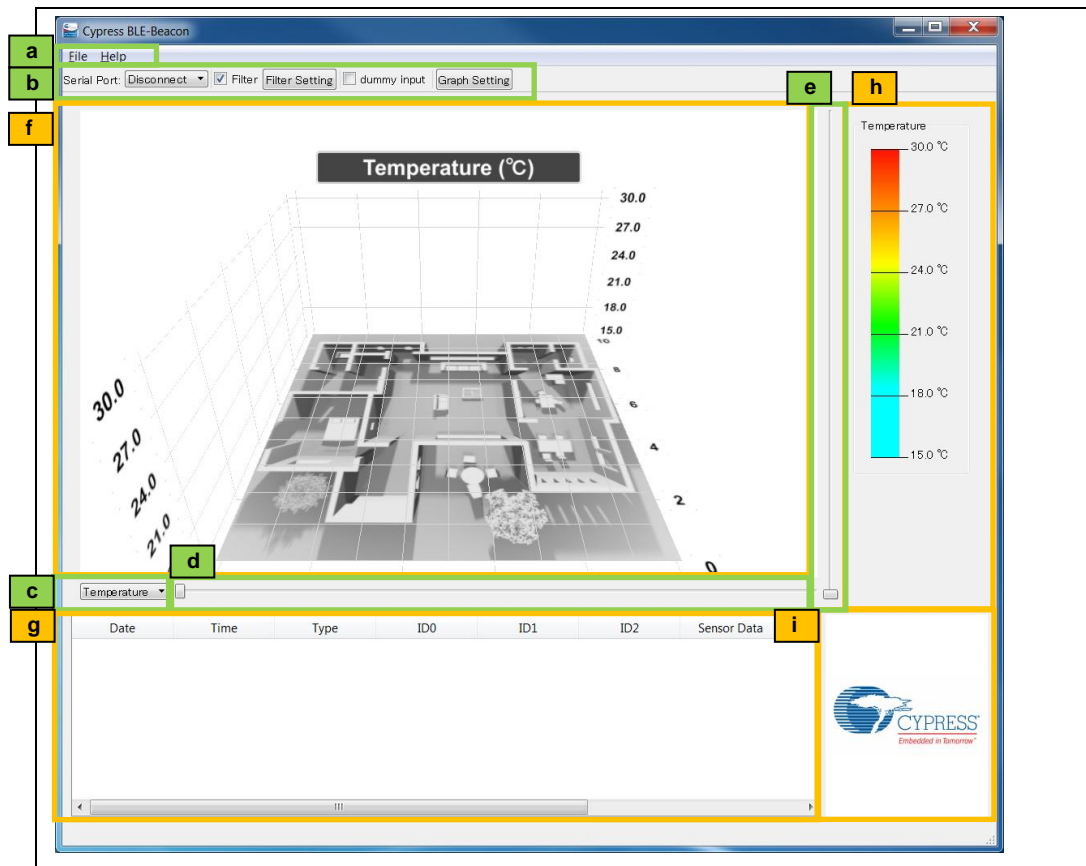 Cypress BLE-Beacon
a
File Help
b
Serial Port: Disconnect Filter Filter Setting dummy input Graph Setting
e
h
f
Temperature (℃)
30.0
27.0
24.0
21.0
18.0
15.0
10
8
6
4
2
0
30.0
27.0
24.0
21.0
Temperature
30.0 ℃
27.0 ℃
24.0 ℃
21.0 ℃
18.0 ℃
15.0 ℃
d
c
Temperature
g
Date Time Type ID0 ID1 ID2 Sensor Data
i
CYPRESS
Embedded in Tomorrow™